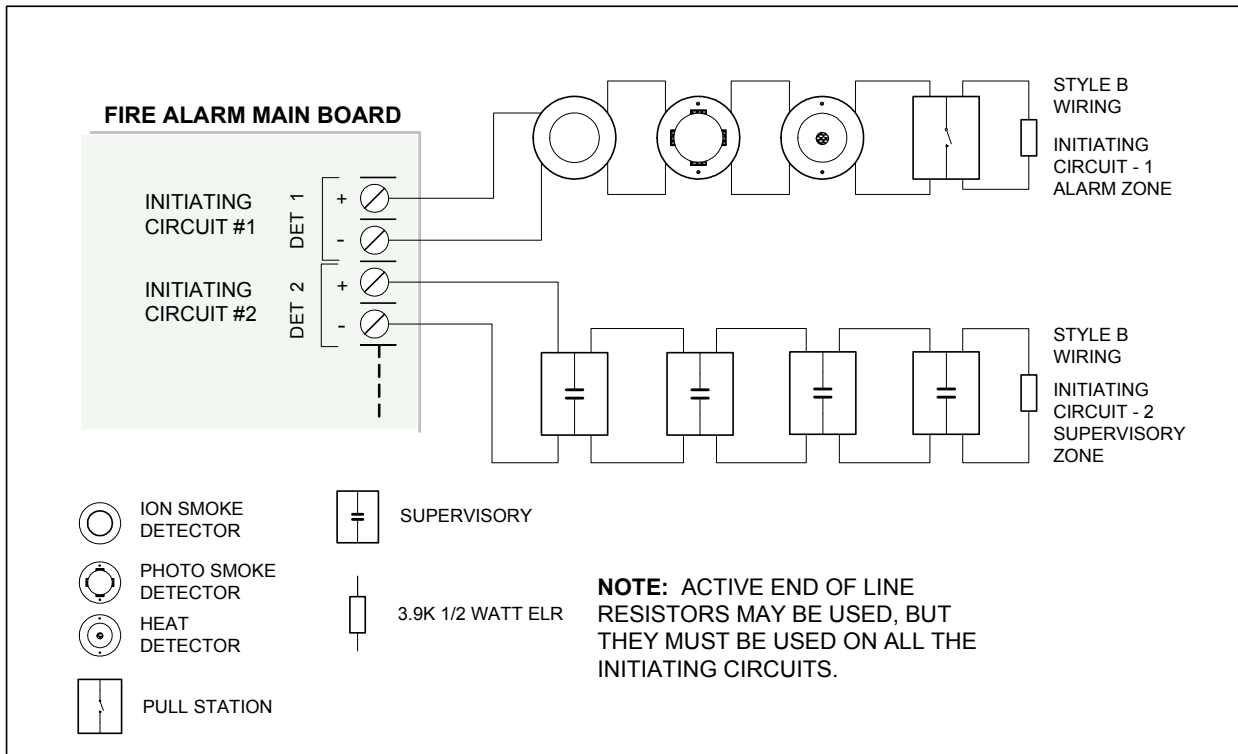 FIRE ALARM MAIN BOARD
INITIATING
CIRCUIT #1
DET 1
+
-
INITIATING
CIRCUIT #2
DET 2
+
-
STYLE B
WIRING
INITIATING
CIRCUIT - 1
ALARM ZONE
STYLE B
WIRING
INITIATING
CIRCUIT - 2
SUPERVISORY
ZONE
ION SMOKE
DETECTOR
PHOTO SMOKE
DETECTOR
HEAT
DETECTOR
PULL STATION
SUPERVISORY
3.9K 1/2 WATT ELR
NOTE: ACTIVE END OF LINE
RESISTORS MAY BE USED, BUT
THEY MUST BE USED ON ALL THE
INITIATING CIRCUITS.